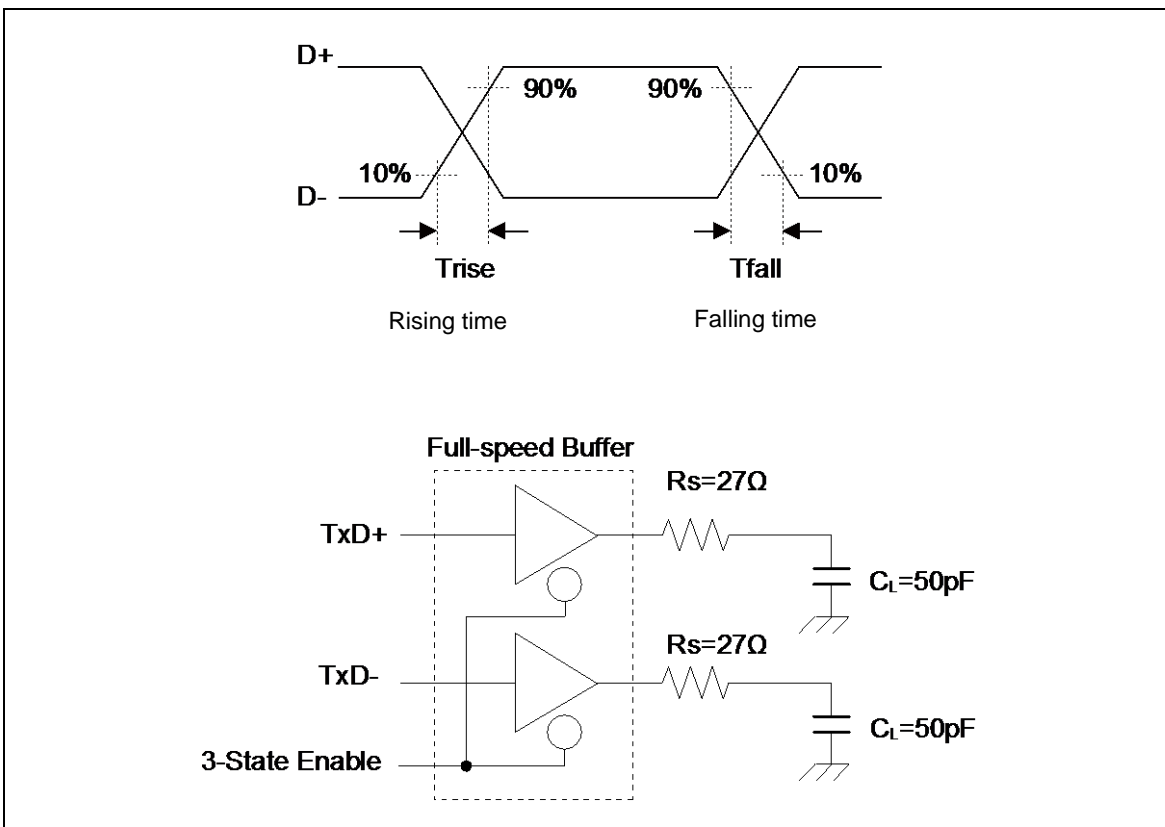 D+
90%
90%
10%
10%
D-
Trise
Tfall
Rising time
Falling time
Full-speed Buffer
Rs=27Ω
TxD+
CL=50pF
Rs=27Ω
TxD-
CL=50pF
3-State Enable